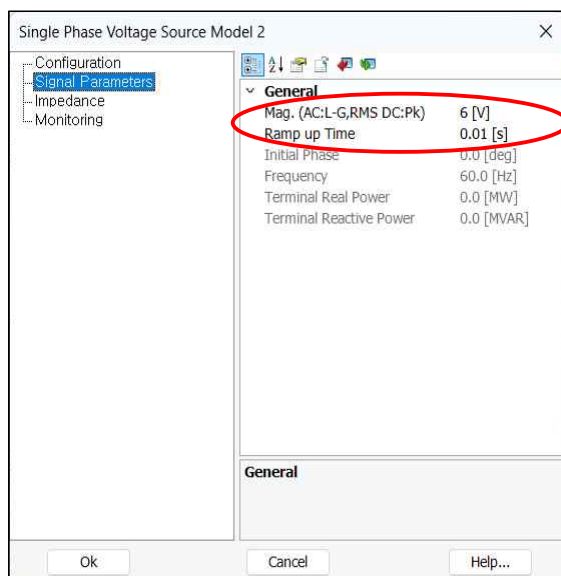 Single Phase Voltage Source Model 2
Configuration
Signal Parameters
Impedance
Monitoring
General
Mag. (AC:L-G,RMS DC:Pk) 6 [V]
Ramp up Time 0.01 [s]
Initial Phase 0.0 [deg]
Frequency 60.0 [Hz]
Terminal Real Power 0.0 [MW]
Terminal Reactive Power 0.0 [MVAR]
General
Ok Cancel Help...